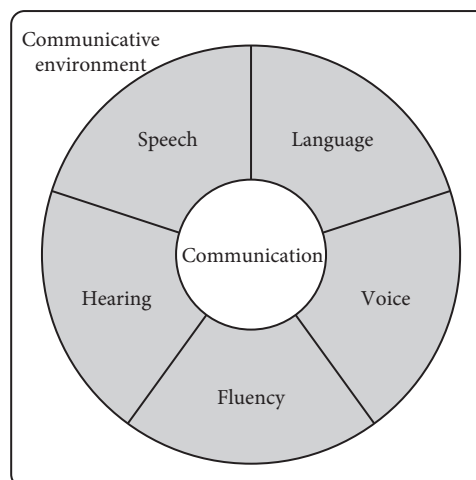 Communicative
environment
Speech
Language
Communication
Hearing
Voice
Fluency